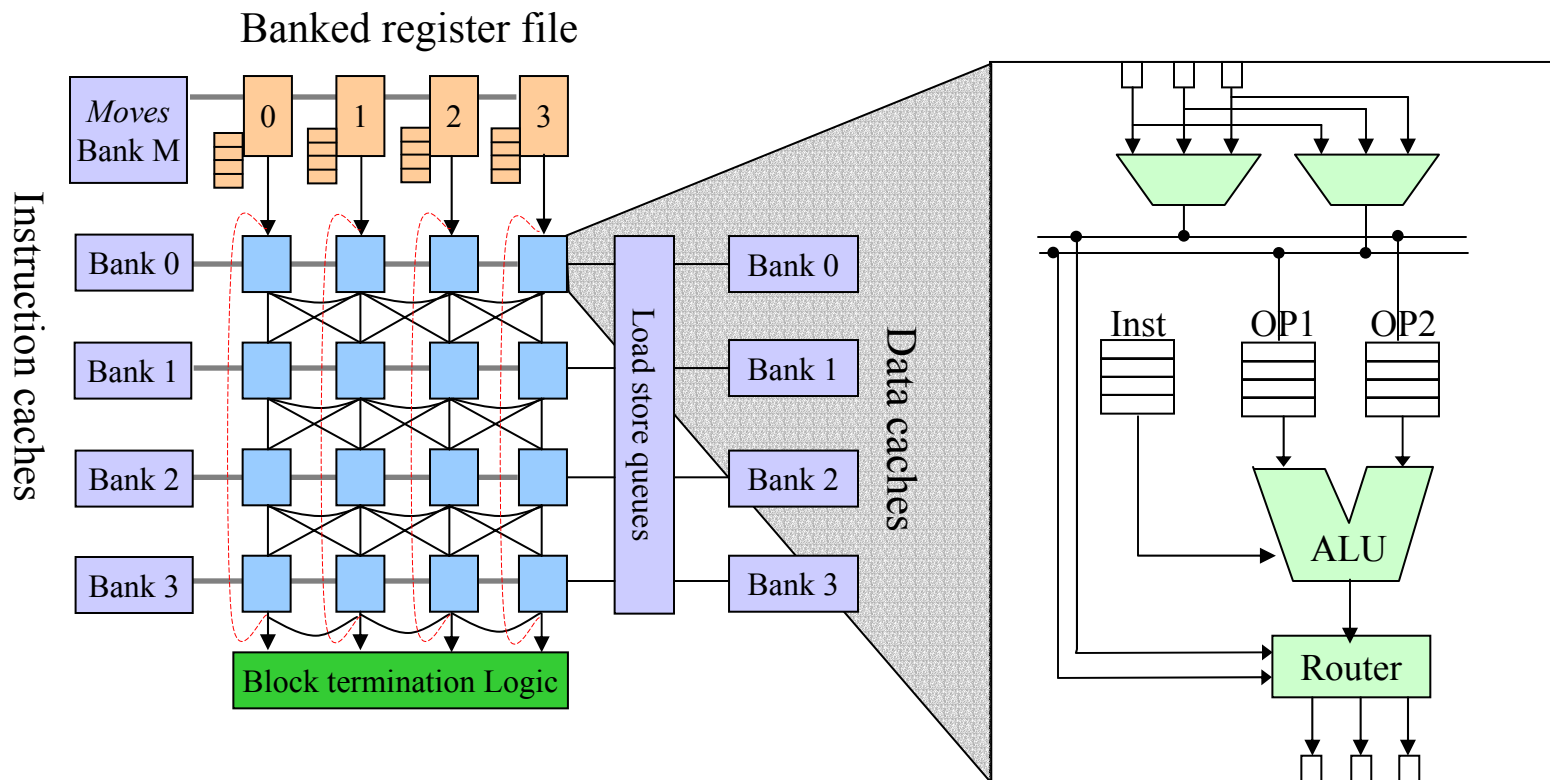 Banked register file
Moves
Bank M
0
1
2
3
Instruction caches
Bank 0
Bank 1
Bank 2
Bank 3
Load store queues
Bank 0
Bank 1
Bank 2
Bank 3
Data caches
Block termination Logic
Inst
OP1
OP2
ALU
Router